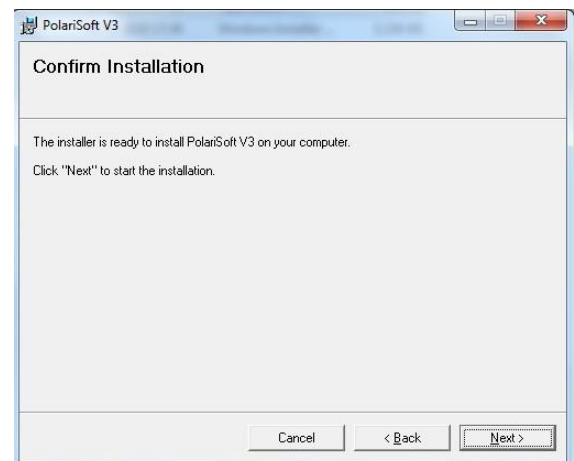 PolariSoft V3
Confirm Installation
The installer is ready to install PolariSoft V3 on your computer.
Click "Next" to start the installation.
Cancel
< Back
Next >